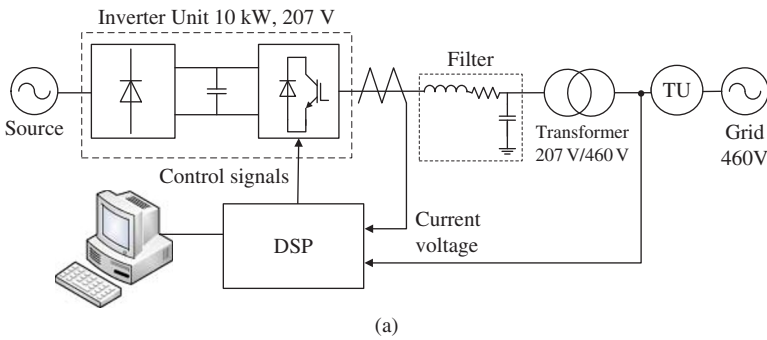 Inverter Unit 10 kW, 207 V
Filter
TU
Source
Transformer
207 V/460 V
Grid
460V
Control signals
Current
voltage
DSP
(a)